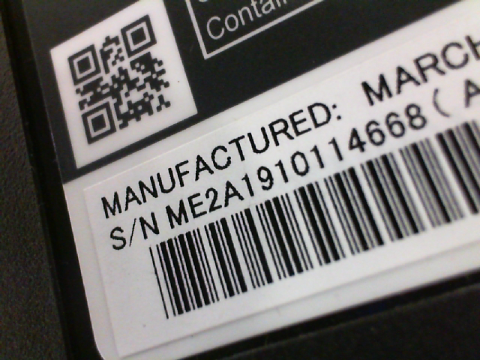 Contai
MANUFACTURED: MARCH
S/N ME2A1910114668 ( A